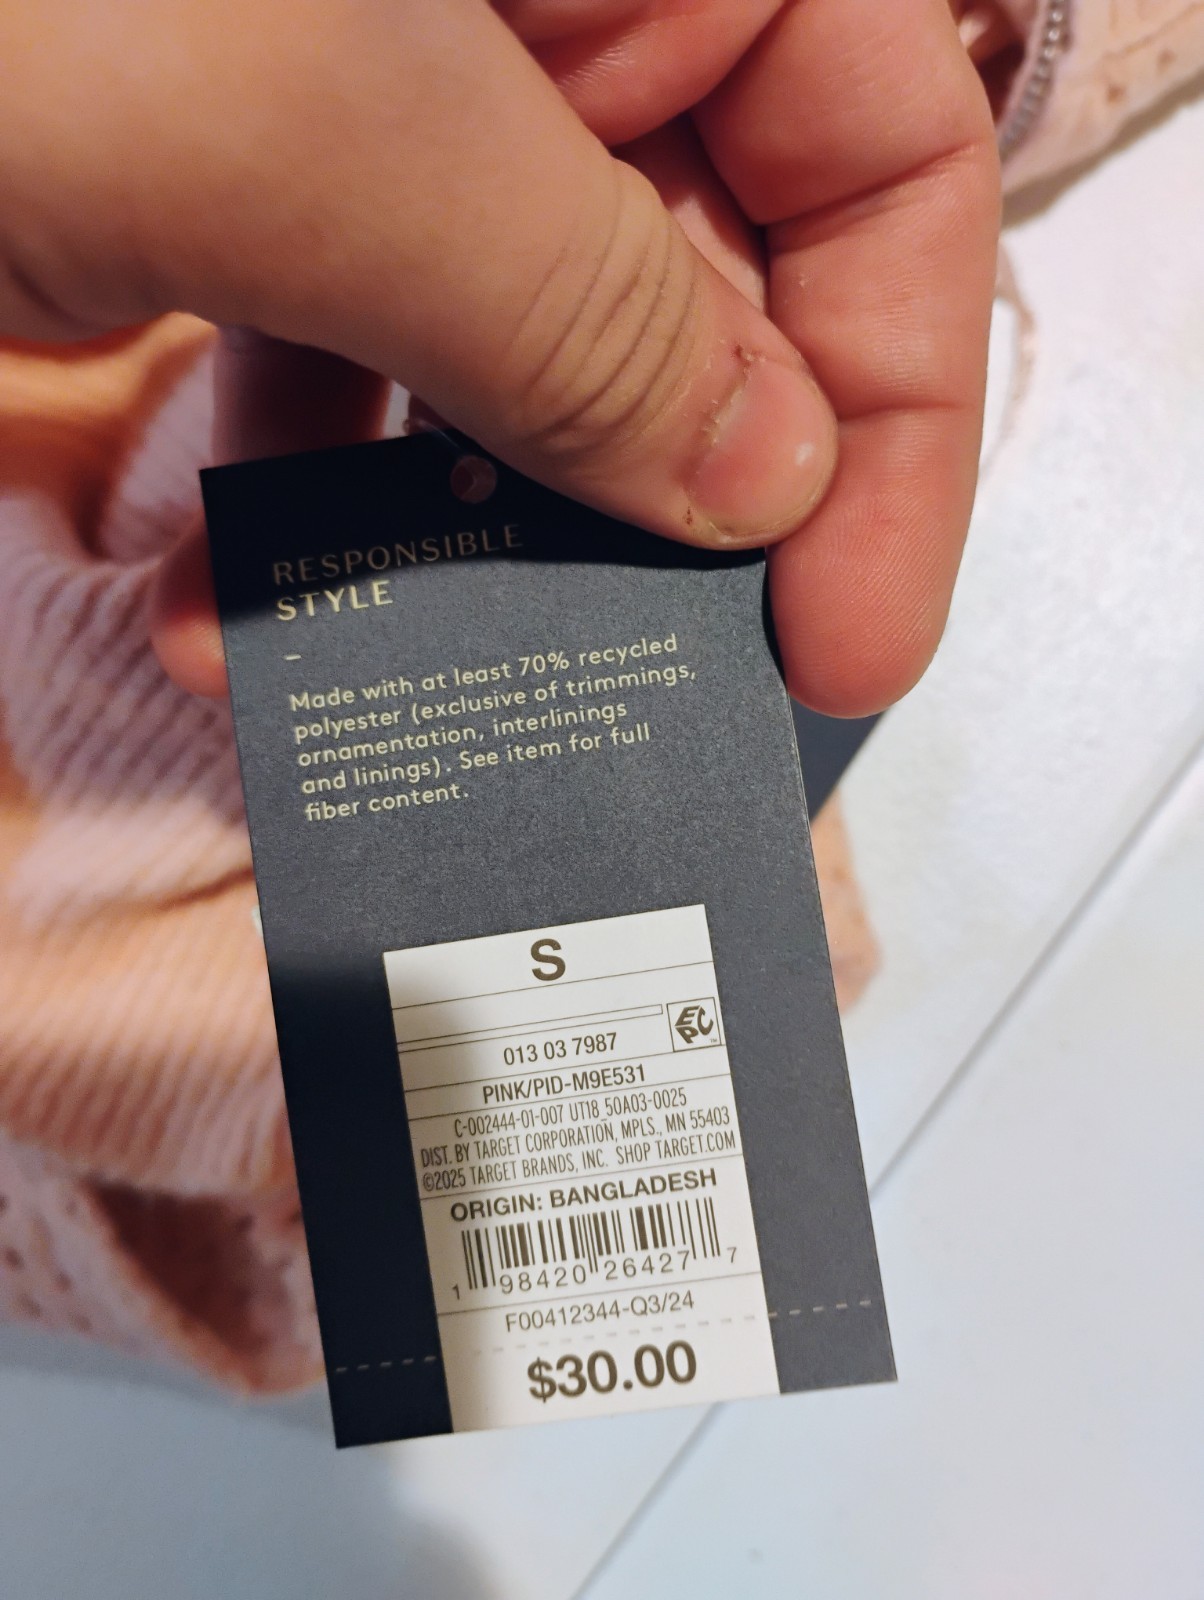 RESPONSIBLE
STYLE
–
Made with at least 70% recycled
polyester (exclusive of trimmings,
ornamentation, interlinings
and linings). See item for full
fiber content.
S
EPC™
013 03 7987
PINK/PID-M9E531
C-002444-01-007 UT18_50A03-0025
DIST. BY TARGET CORPORATION, MPLS., MN 55403
©2025 TARGET BRANDS, INC. SHOP TARGET.COM
ORIGIN: BANGLADESH
1 98420 26427 7
F00412344-Q3/24
$30.00